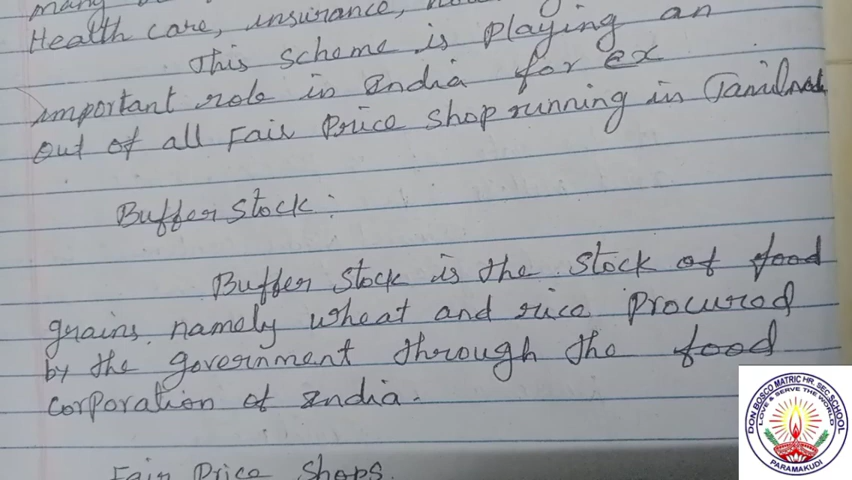 many
Health care, insurance,
This scheme is playing an
important role in India for ex
out of all Fair Price shop running in Tamilnadu
Buffer stock:
Buffer stock is the stock of food
grains, namely wheat and rice procured
by the government through the food
corporation of India.
Fair Price shops.
DON BOSCO MATRIC HR. SEC. SCHOOL
LOVE & SERVE THE WORLD
PARAMAKUDI